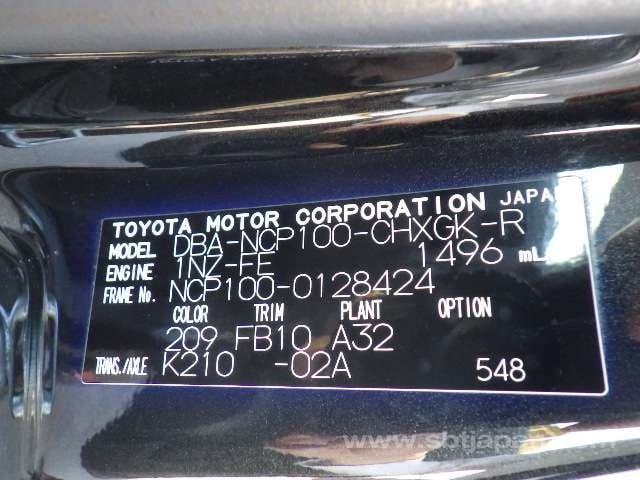 TOYOTA MOTOR CORPORATION JAPAN
MODEL DBA-NCP100-CHXGK-R
ENGINE 1NZ-FE 1496 mL
FRAME No. NCP100-0128424
COLOR TRIM PLANT OPTION
209 FB10 A32
TRANS./AXLE K210 -02A 548